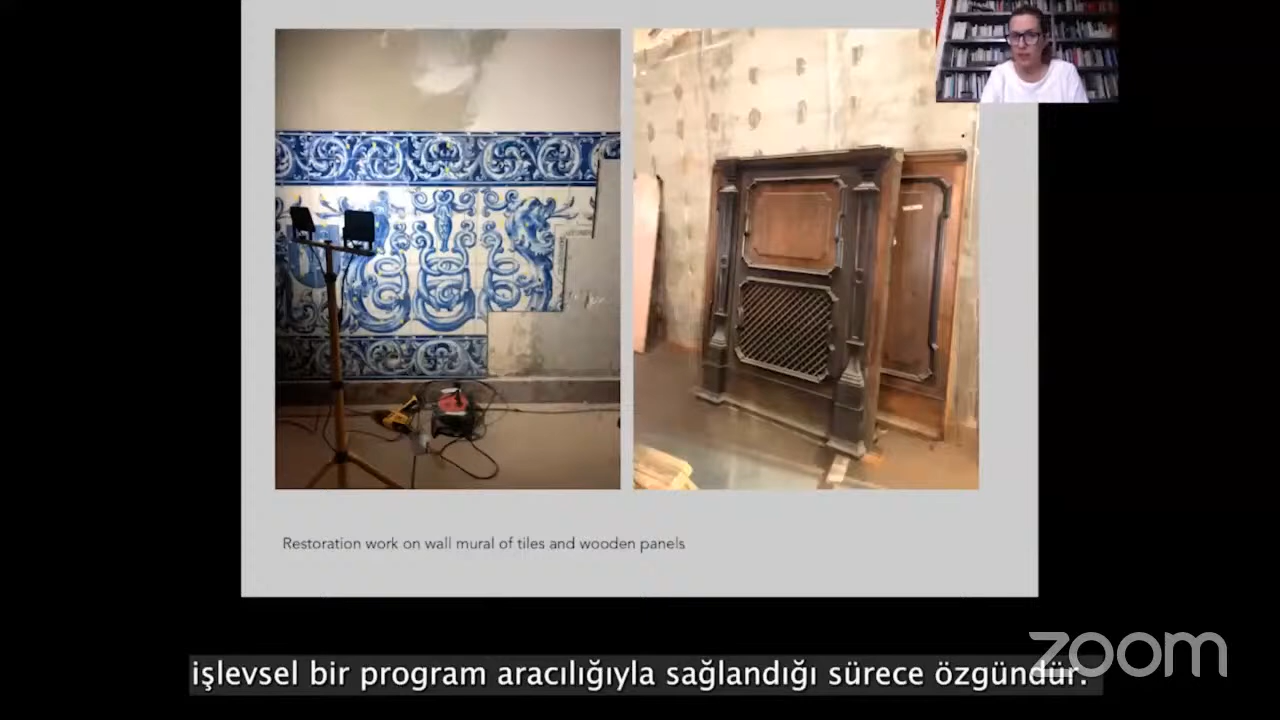 Restoration work on wall mural of tiles and wooden panels
zoom
işlevsel bir program aracılığıyla sağlandığı sürece özgündür.